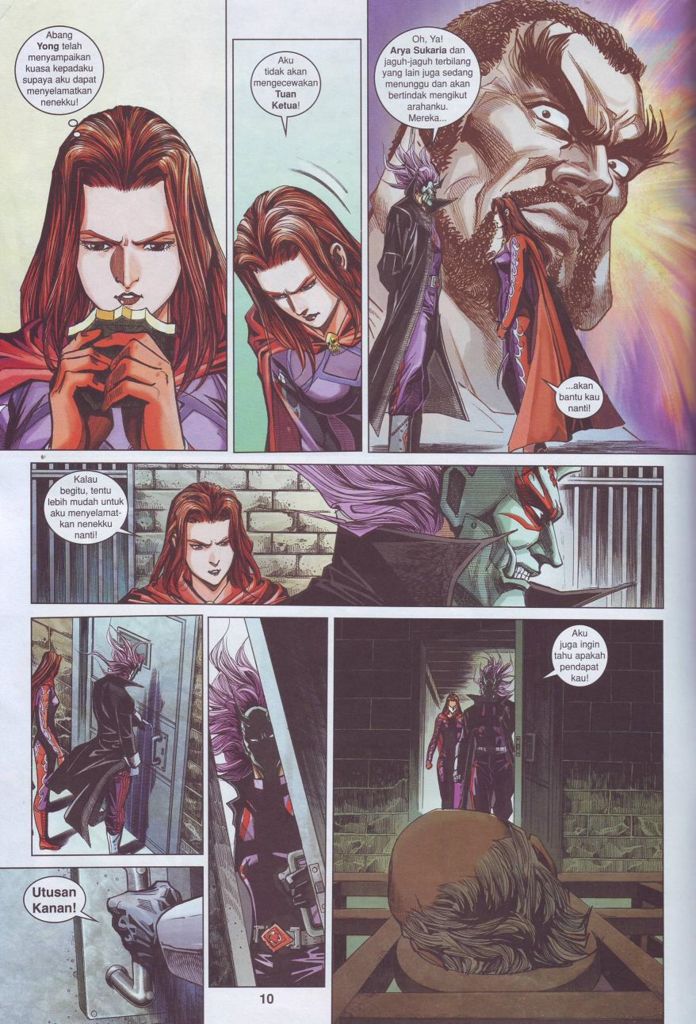 Abang
Yong telah
menyampaikan
kuasa kepadaku
supaya aku dapat
menyelamatkan
nenekku!
Aku
tidak akan
mengecewakan
Tuan
Ketua!
Oh, Ya!
Arya Sukaria dan
jaguh-jaguh terbilang
yang lain juga sedang
menunggu dan akan
bertindak mengikut
arahanku.
Mereka...
...akan
bantu kau
nanti!
Kalau
begitu, tentu
lebih mudah untuk
aku menyelamat-
kan nenekku
nanti!
Utusan
Kanan!
Aku
juga ingin
tahu apakah
pendapat
kau!
10